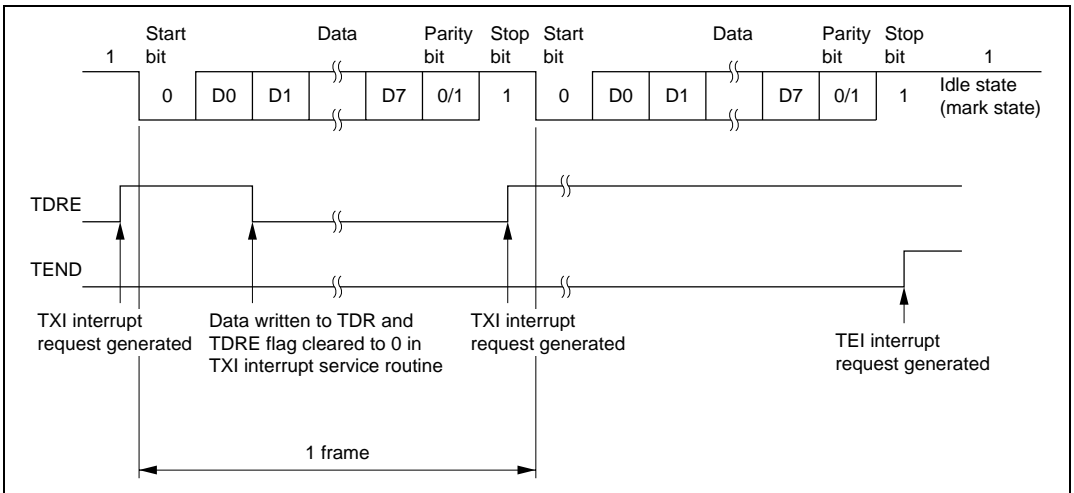 Start Data Parity Stop Start Data Parity Stop
1 bit bit bit bit bit bit 1
0 D0 D1 D7 0/1 1 0 D0 D1 D7 0/1 1 Idle state
(mark state)
TDRE
TEND
TXI interrupt
request generated
Data written to TDR and
TDRE flag cleared to 0 in
TXI interrupt service routine
TXI interrupt
request generated
TEI interrupt
request generated
1 frame